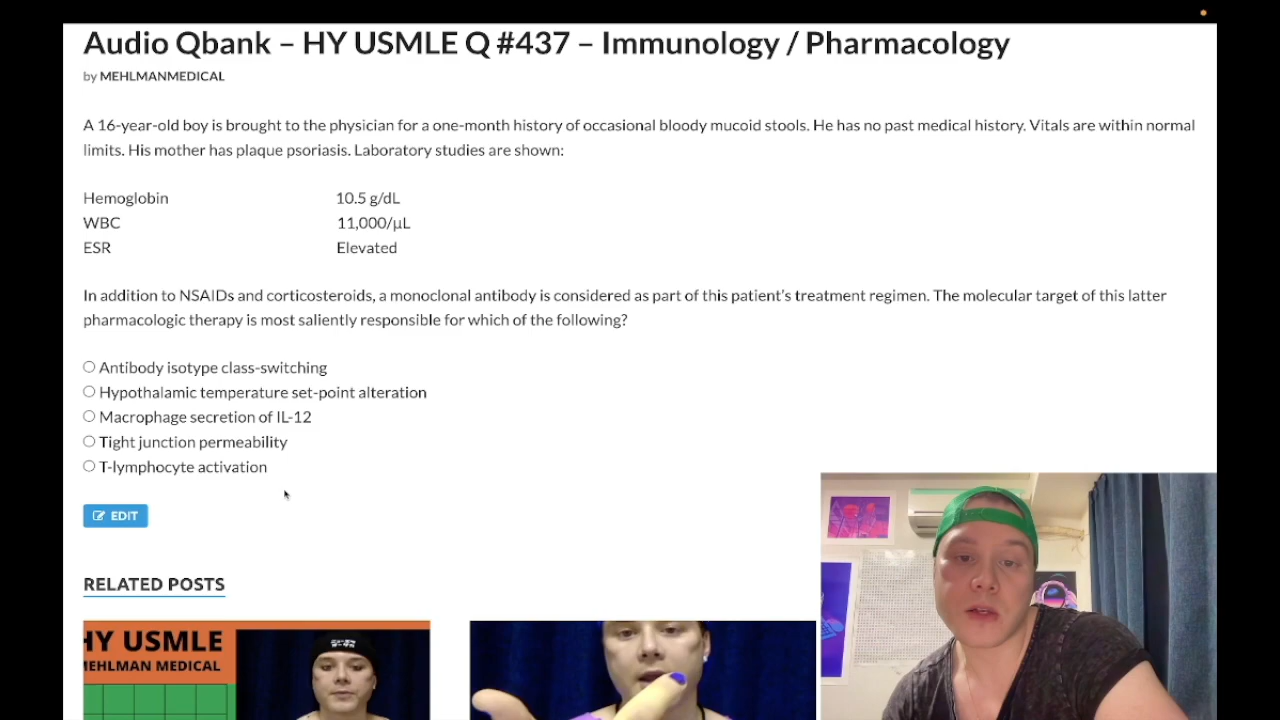 Audio Qbank – HY USMLE Q #437 – Immunology / Pharmacology
by MEHLMANMEDICAL
A 16-year-old boy is brought to the physician for a one-month history of occasional bloody mucoid stools. He has no past medical history. Vitals are within normal
limits. His mother has plaque psoriasis. Laboratory studies are shown:
Hemoglobin 10.5 g/dL
WBC 11,000/μL
ESR Elevated
In addition to NSAIDs and corticosteroids, a monoclonal antibody is considered as part of this patient's treatment regimen. The molecular target of this latter
pharmacologic therapy is most saliently responsible for which of the following?
Antibody isotype class-switching
Hypothalamic temperature set-point alteration
Macrophage secretion of IL-12
Tight junction permeability
T-lymphocyte activation
EDIT
RELATED POSTS
HY USMLE
MEHLMAN MEDICAL